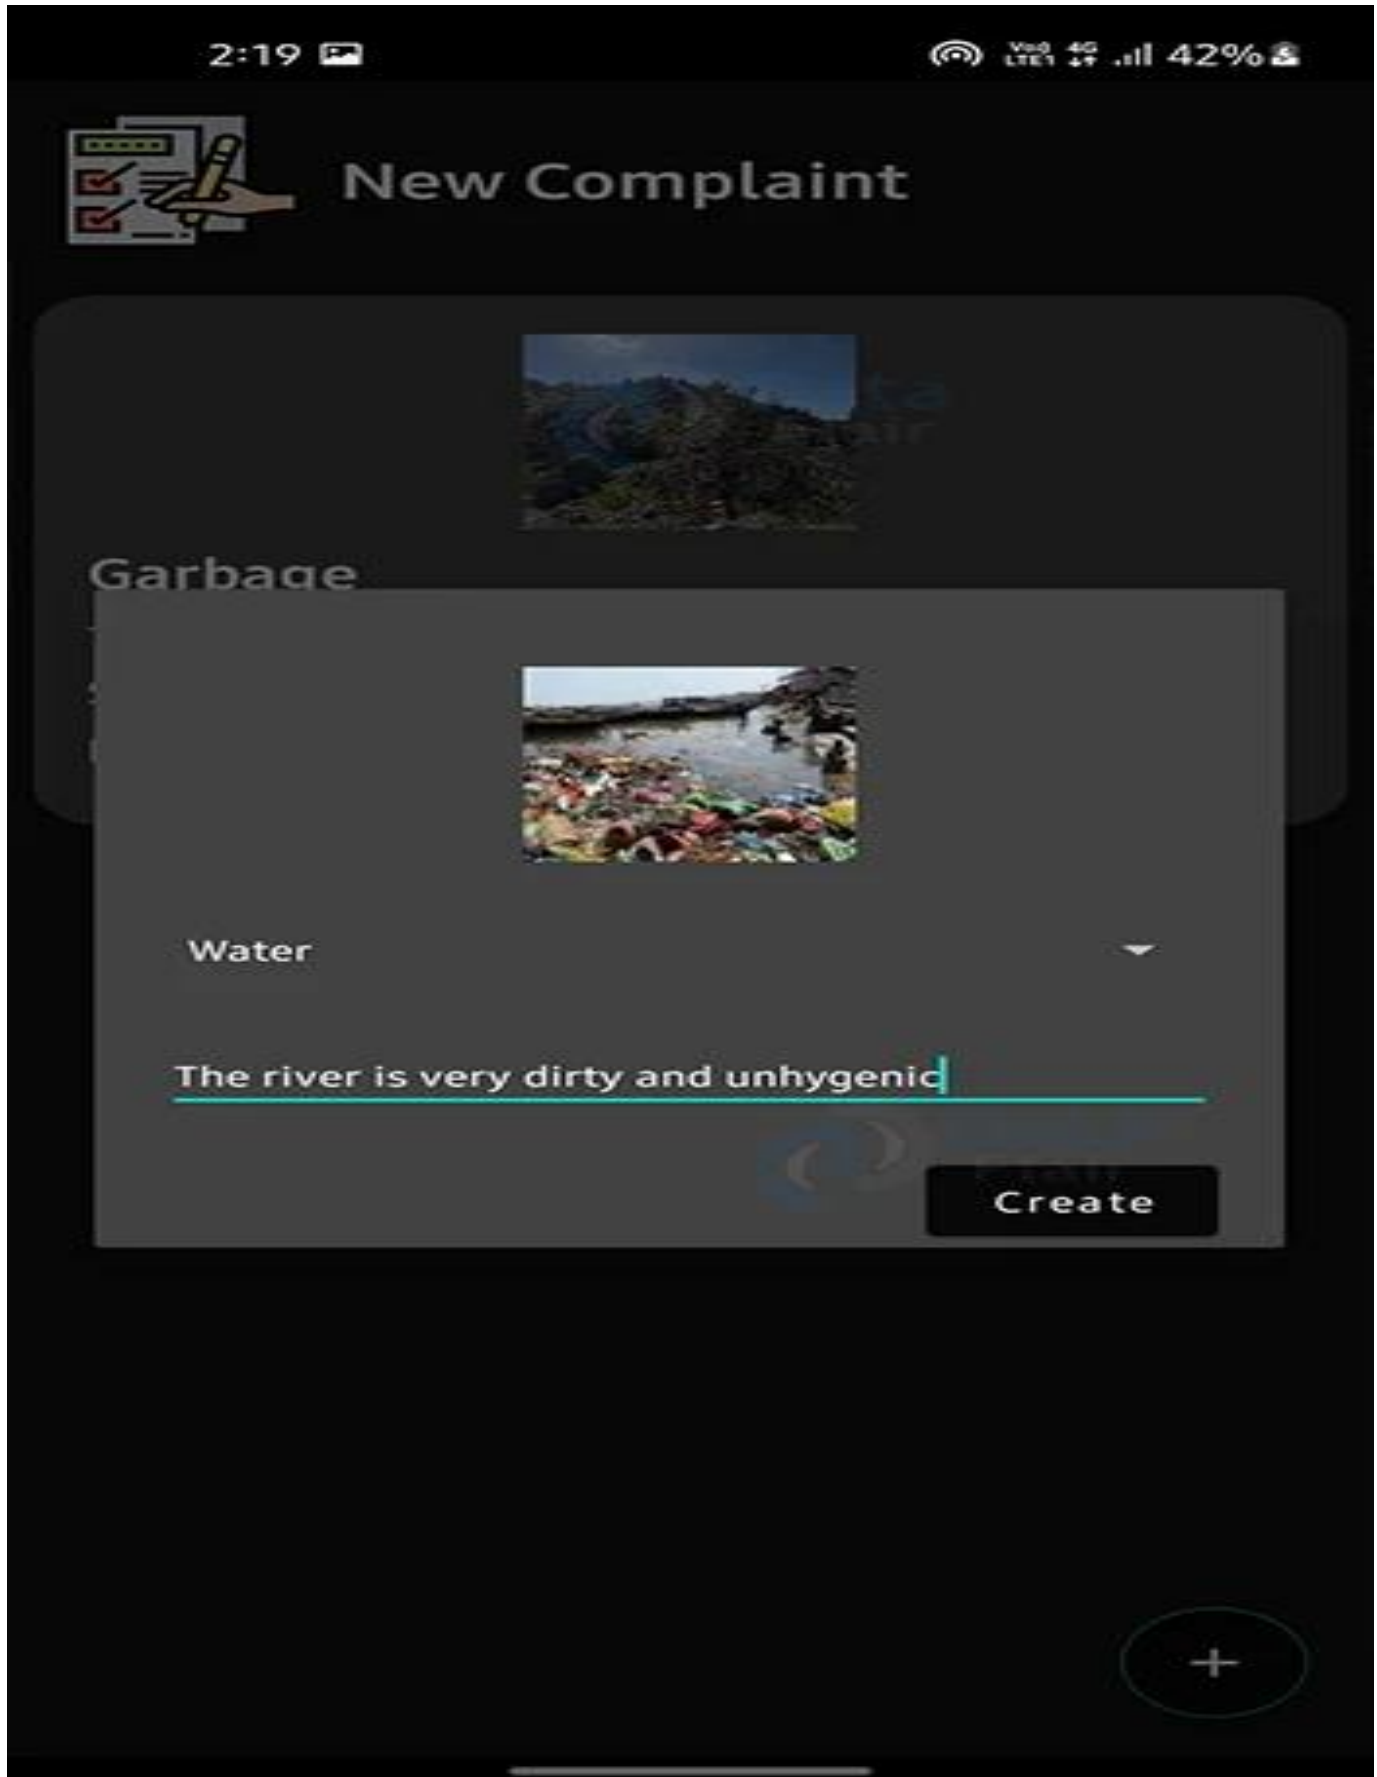 2:19 42%
New Complaint
Garbage
Water
The river is very dirty and unhygenic
Create
+